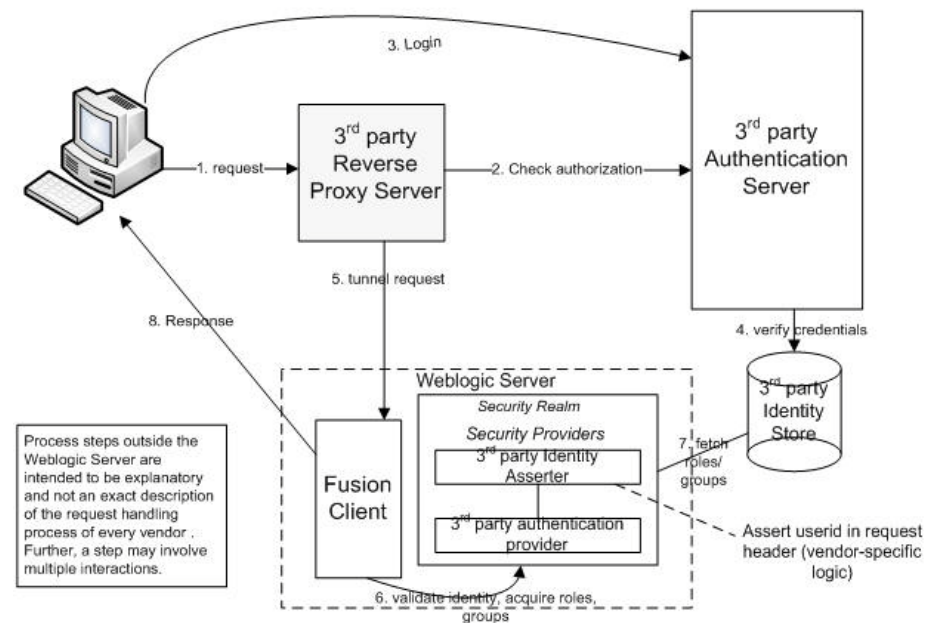 3. Login
3rd party
Reverse
Proxy Server
3rd party
Authentication
Server
1. request
2. Check authorization
5. tunnel request
8. Response
4. verify credentials
3rd party
Identity
Store
Weblogic Server
Security Realm
Security Providers
3rd party Identity
Asserter
3rd party authentication
provider
Fusion
Client
7. fetch
roles/
groups
Process steps outside the
Weblogic Server are
intended to be explanatory
and not an exact description
of the request handling
process of every vendor .
Further, a step may involve
multiple interactions.
Assert userid in request
header (vendor-specific
logic)
6. validate identity, acquire roles,
groups